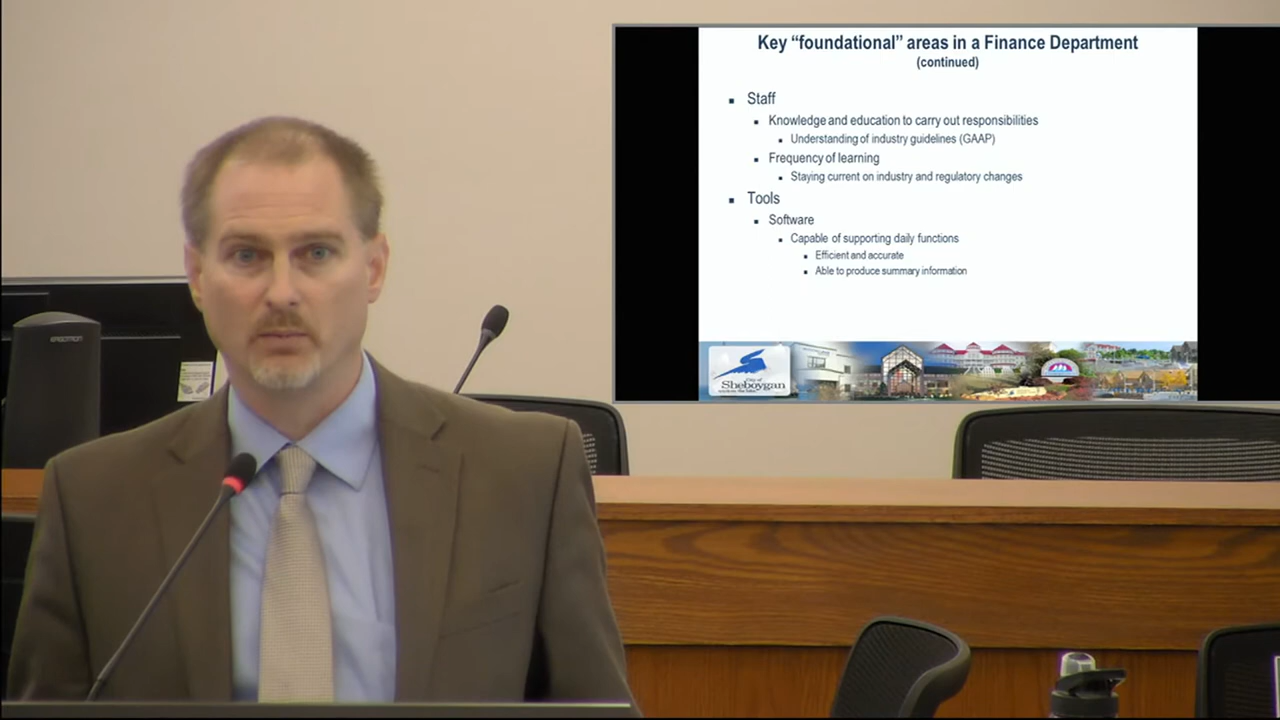 Key “foundational” areas in a Finance Department
(continued)
Staff
Knowledge and education to carry out responsibilities
Understanding of industry guidelines (GAAP)
Frequency of learning
Staying current on industry and regulatory changes
Tools
Software
Capable of supporting daily functions
Efficient and accurate
Able to produce summary information
City of
Sheboygan
ERGOTRON